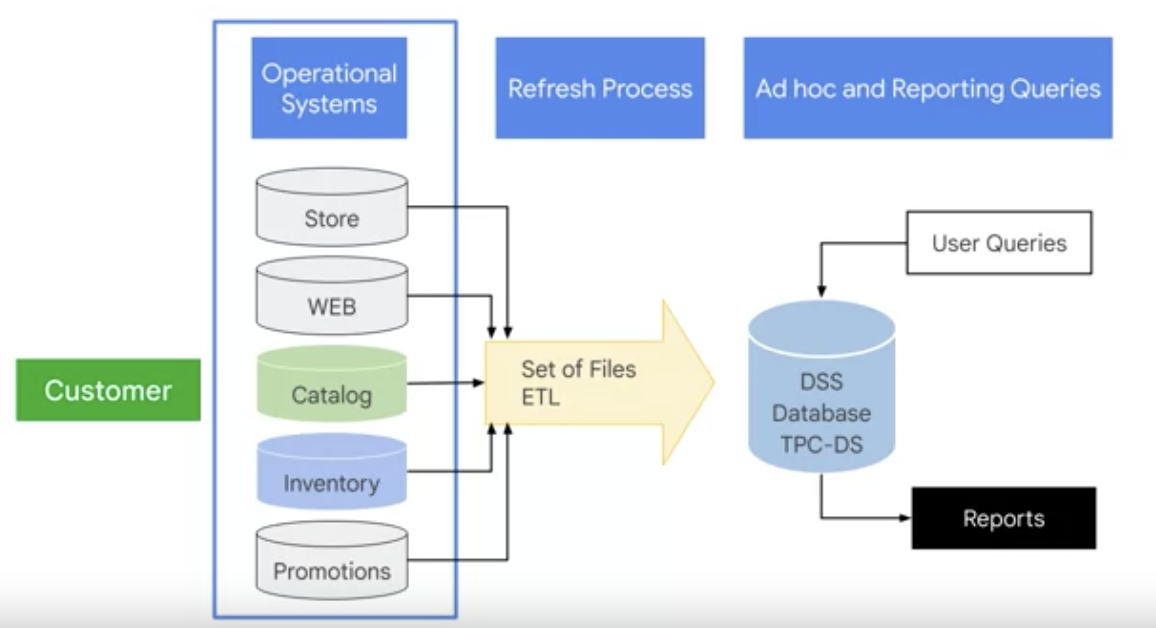 Operational
Systems
Refresh Process
Ad hoc and Reporting Queries
Store
WEB
Catalog
Inventory
Promotions
Customer
Set of Files
ETL
User Queries
DSS
Database
TPC-DS
Reports